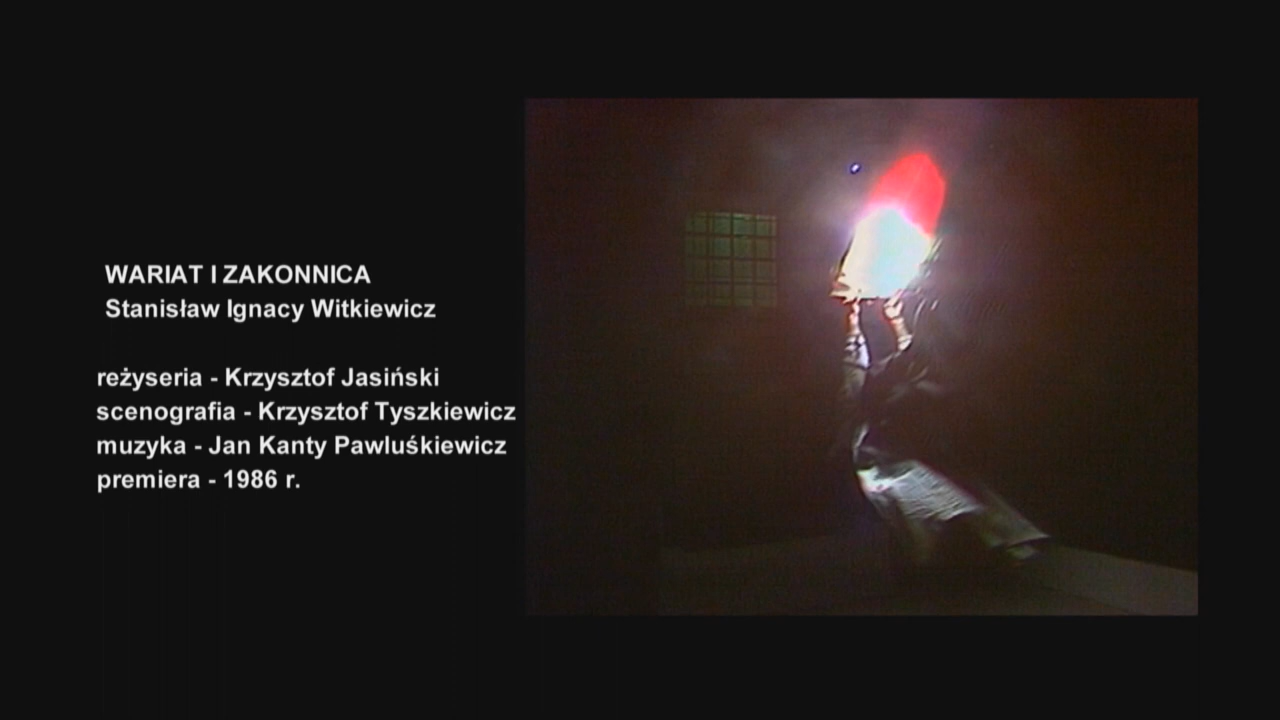 WARIAT I ZAKONNICA
Stanisław Ignacy Witkiewicz
reżyseria - Krzysztof Jasiński
scenografia - Krzysztof Tyszkiewicz
muzyka - Jan Kanty Pawluśkiewicz
premiera - 1986 r.